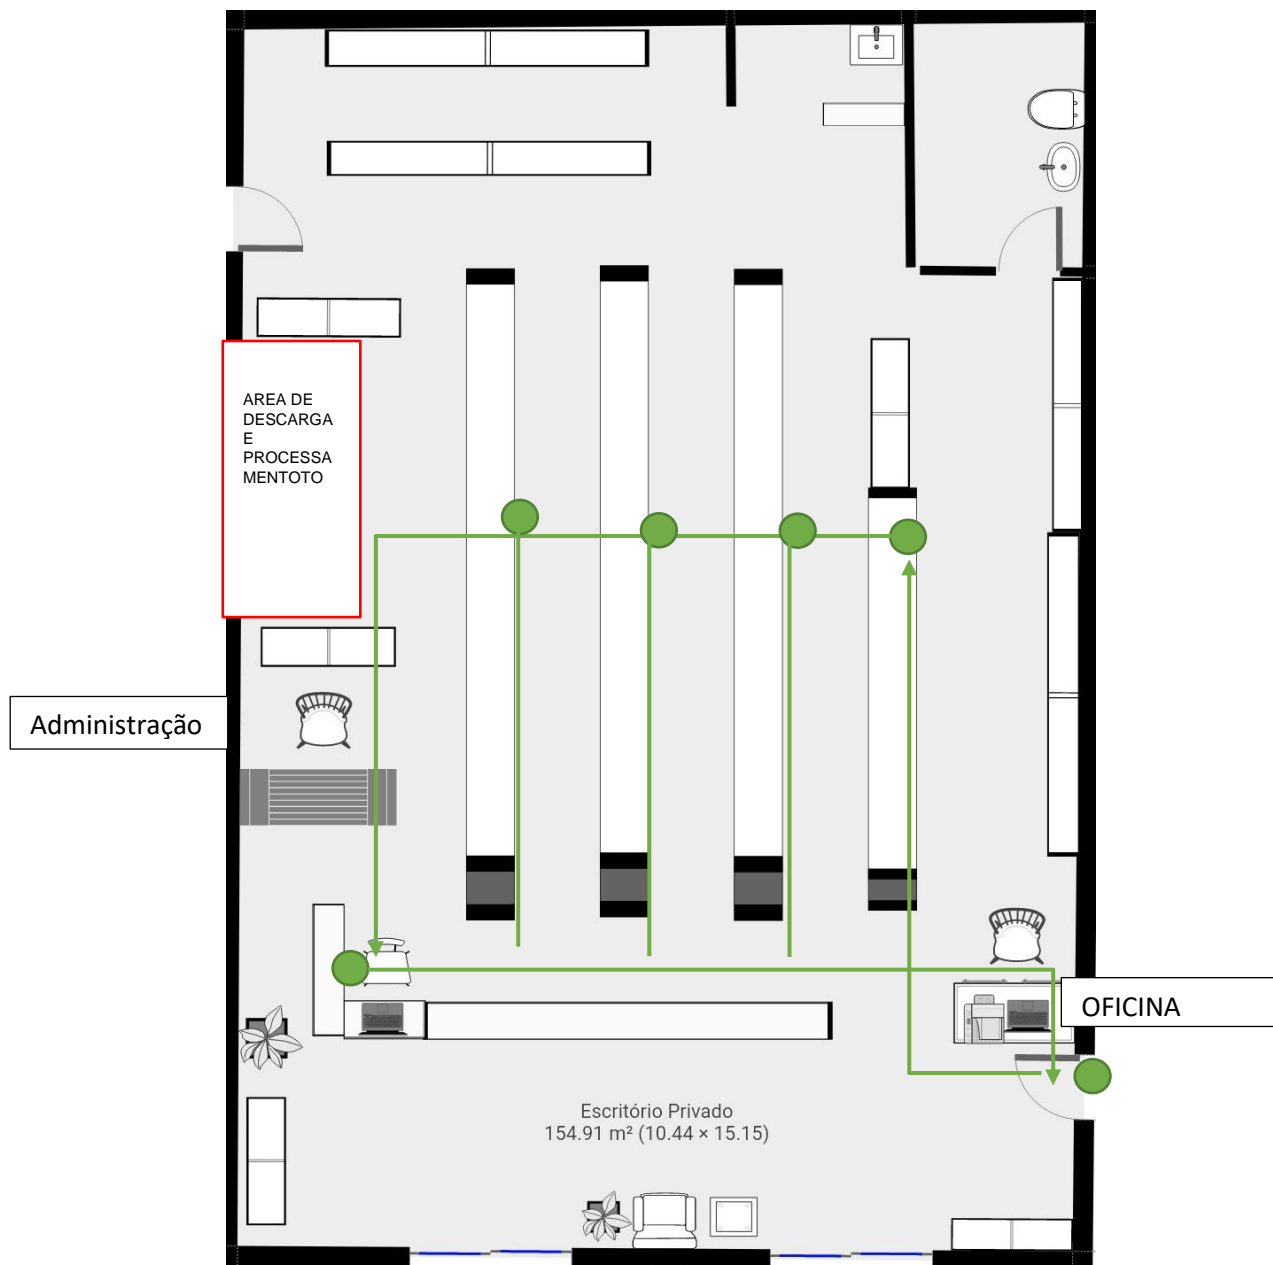 AREA DE
DESCARGA
E
PROCESSA
MENTOTO
Administração
OFICINA
Escritório Privado
154.91 m² (10.44 × 15.15)